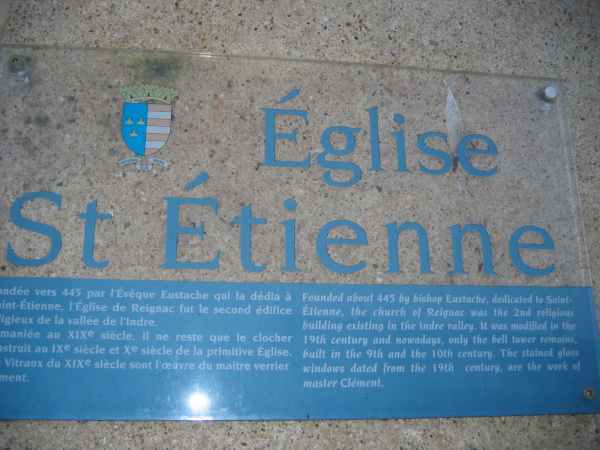 Église
St Étienne
ndée vers 445 par l'Évêque Eustache qui la dédia à
int-Étienne, l'Église de Reignac fut le second édifice
ligieux de la vallée de l'Indre.
maniée au XIXe siècle, il ne reste que le clocher
struit au IXe siècle et Xe siècle de la primitive Église.
Vitraux du XIXe siècle sont l'œuvre du maître verrier
ment.
Founded about 445 by bishop Eustache, dedicated to Saint-
Étienne, the church of Reignac was the 2nd religious
building existing in the indre valley. It was modified in the
19th century and nowadays, only the bell tower remains,
built in the 9th and the 10th century. The stained glass
windows dated from the 19th century, are the work of
master Clément.